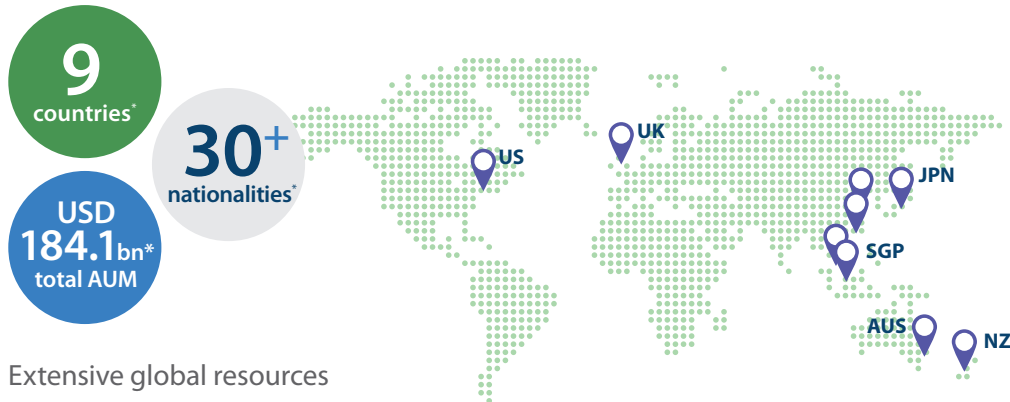 9
countries*
30+
nationalities*
USD
184.1bn*
total AUM
US
UK
JPN
SGP
AUS
NZ
Extensive global resources